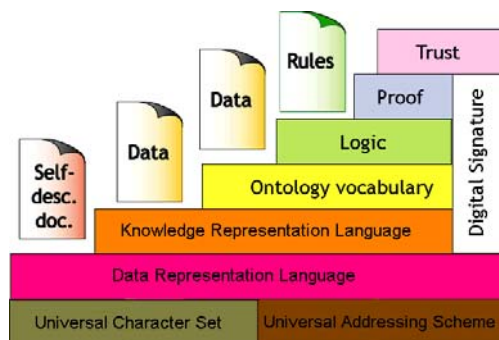 Trust
Rules
Proof
Data
Logic
Data
Ontology vocabulary
Digital Signature
Self-
desc.
doc.
Knowledge Representation Language
Data Representation Language
Universal Character Set
Universal Addressing Scheme